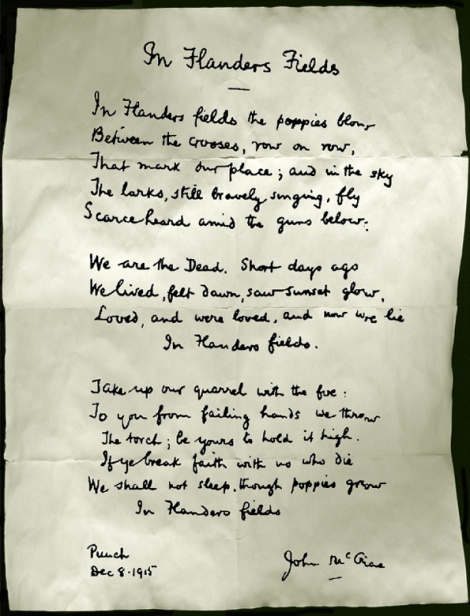 In Flanders Fields
In Flanders fields the poppies blow
Between the crosses, row on row,
That mark our place; and in the sky
The larks, still bravely singing, fly
Scarce heard amid the guns below.
We are the Dead. Short days ago
We lived, felt dawn, saw sunset glow,
Loved, and were loved, and now we lie
In Flanders fields.
Take up our quarrel with the foe:
To you from failing hands we throw
The torch; be yours to hold it high.
If ye break faith with us who die
We shall not sleep, though poppies grow
In Flanders fields
Punch
Dec 8·1915
John McCrae